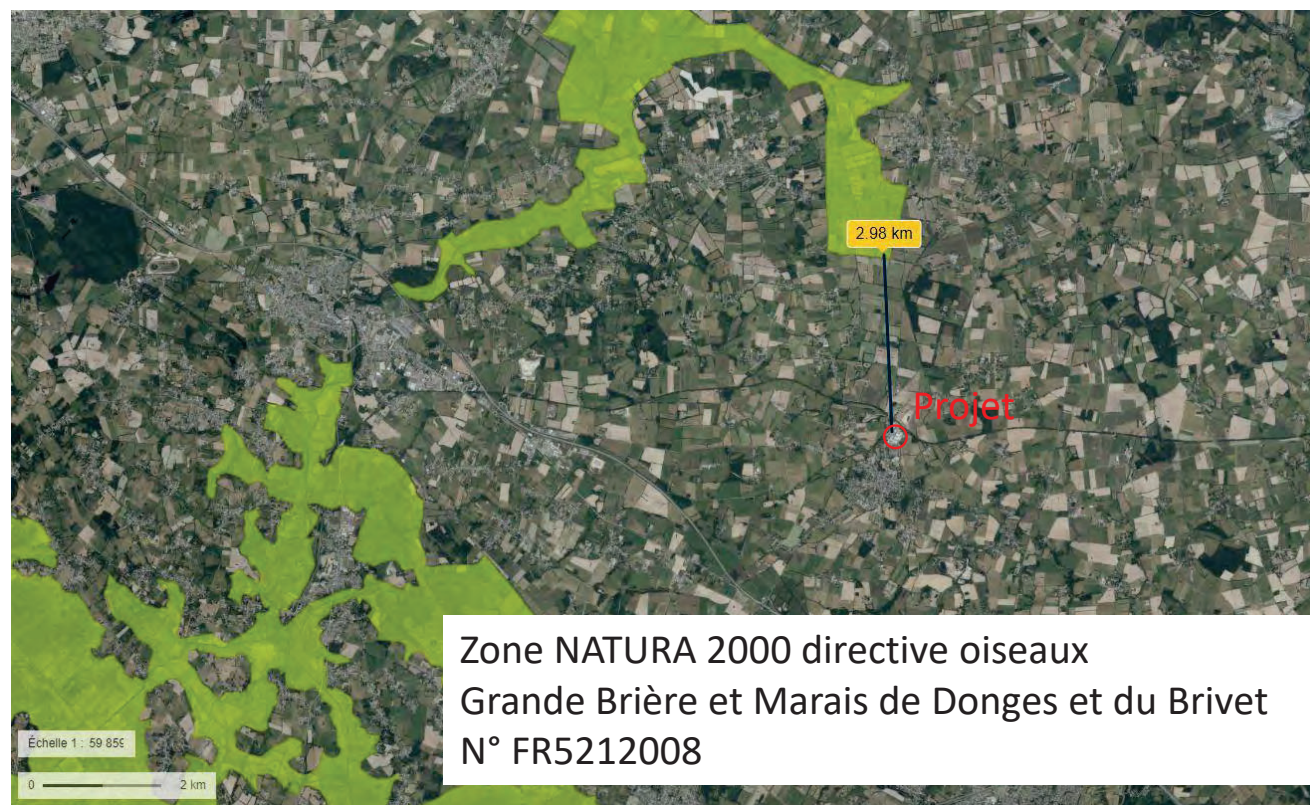 2.98 km
Projet
Zone NATURA 2000 directive oiseaux
Grande Brière et Marais de Donges et du Brivet
N° FR5212008
Échelle 1 : 59 859
0 2 km